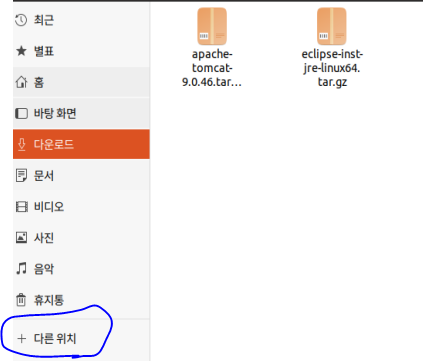 최근
별표
홈
바탕 화면
다운로드
문서
비디오
사진
음악
휴지통
+ 다른 위치
apache-
tomcat-
9.0.46.tar...
eclipse-inst-
jre-linux64.
tar.gz